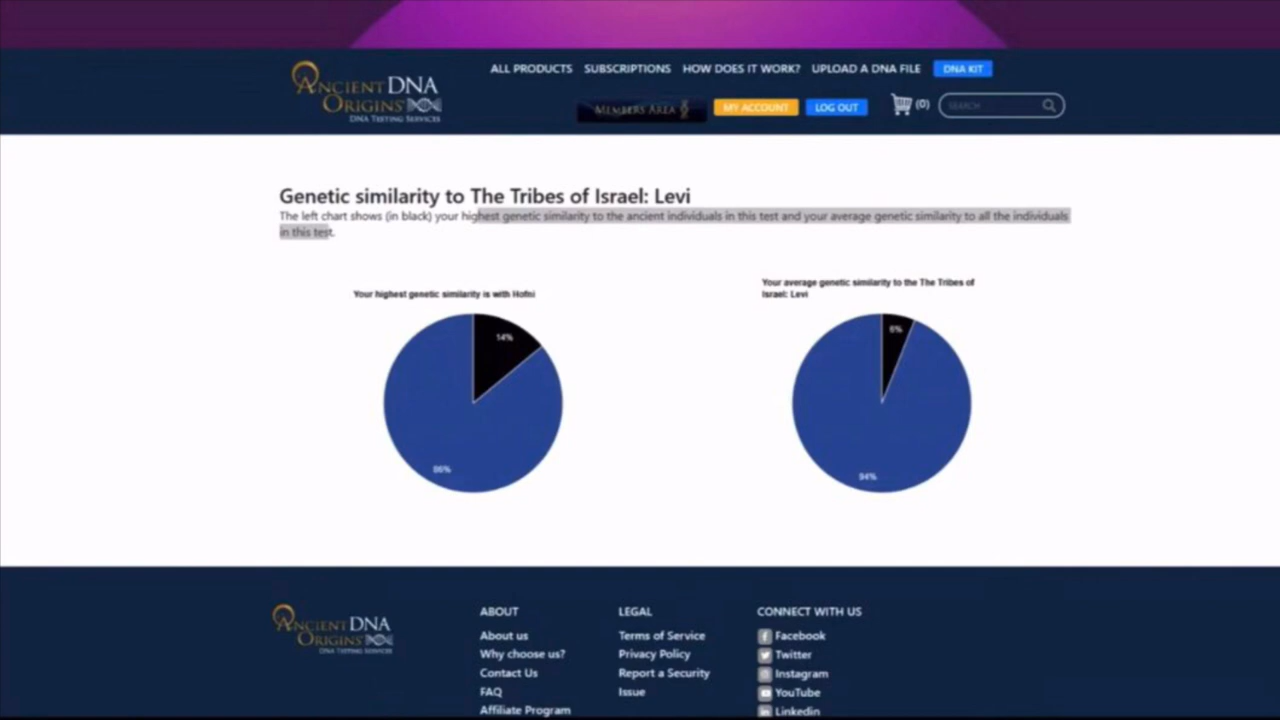 ANCIENT DNA
ORIGINS
DNA TESTING SERVICES
ALL PRODUCTS SUBSCRIPTIONS HOW DOES IT WORK? UPLOAD A DNA FILE DNA KIT
MEMBERS AREA MY ACCOUNT LOG OUT (0) SEARCH
Genetic similarity to The Tribes of Israel: Levi
The left chart shows (in black) your highest genetic similarity to the ancient individuals in this test and your average genetic similarity to all the individuals
in this test.
Your highest genetic similarity is with Hofni
14%
86%
Your average genetic similarity to the The Tribes of
Israel: Levi
6%
94%
ANCIENT DNA
ORIGINS
DNA TESTING SERVICES
ABOUT
About us
Why choose us?
Contact Us
FAQ
Affiliate Program
LEGAL
Terms of Service
Privacy Policy
Report a Security
Issue
CONNECT WITH US
Facebook
Twitter
Instagram
YouTube
Linkedin